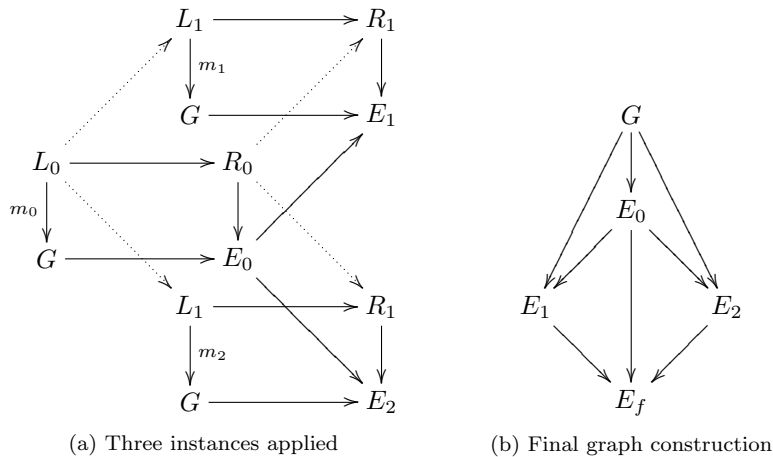 L₁ R₁
m₁
G E₁
G
L₀ R₀
m₀
E₀
G E₀
L₁ R₁
E₁ E₂
m₂
G E₂
E_f
(a) Three instances applied
(b) Final graph construction